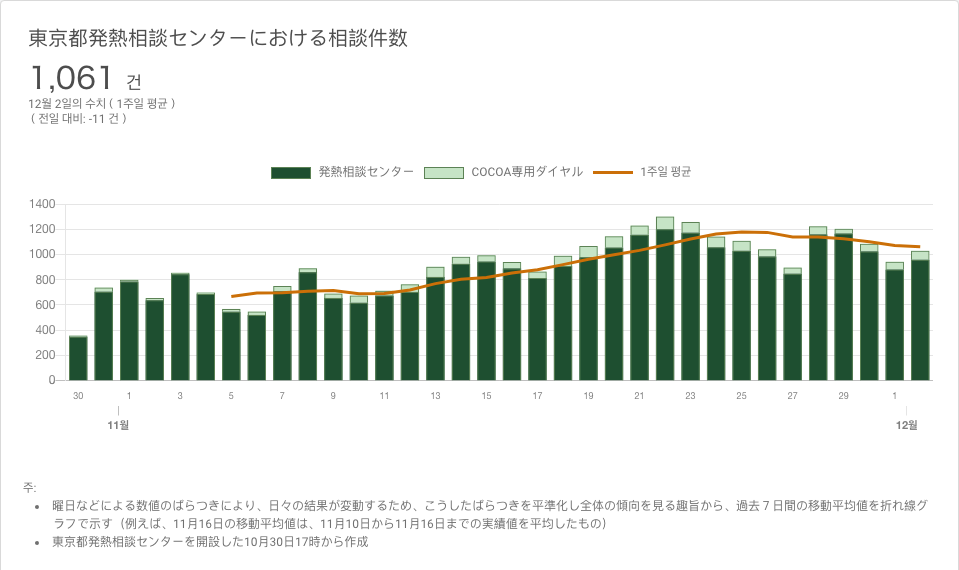 東京都発熱相談センターにおける相談件数
1,061 건
12월 2일의 수치 ( 1주일 평균 )
( 전일 대비: -11 건 )
発熱相談センター COCOA専用ダイヤル 1주일 평균
1400
1200
1000
800
600
400
200
0
30 1 3 5 7 9 11 13 15 17 19 21 23 25 27 29 1
11월 12월
주:
• 曜日などによる数値のばらつきにより、日々の結果が変動するため、こうしたばらつきを平準化し全体の傾向を見る趣旨から、過去７日間の移動平均値を折れ線グ
ラフで示す（例えば、11月16日の移動平均値は、11月10日から11月16日までの実績値を平均したもの）
• 東京都発熱相談センターを開設した10月30日17時から作成